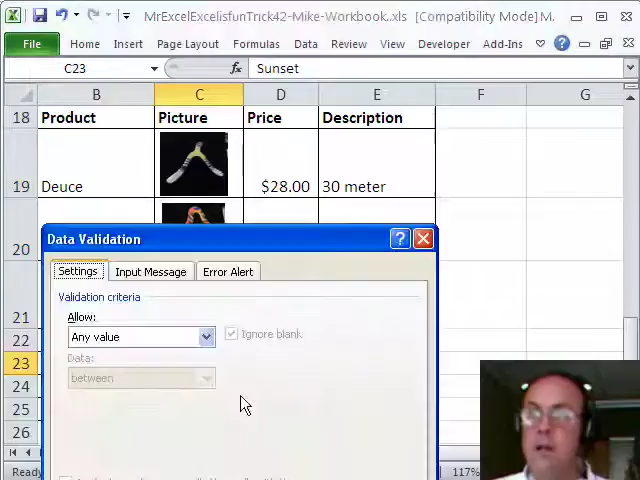 MrExcelExcelisfunTrick42-Mike-Workbook..xls [Compatibility Mode] M.
File Home Insert Page Layout Formulas Data Review View Developer Add-Ins
C23 fx Sunset
B C D E F G
18 Product Picture Price Description
19 Deuce $28.00 30 meter
20
Data Validation
Settings Input Message Error Alert
Validation criteria
21
Allow:
22
Any value Ignore blank
23
Data:
24
between
25
26
Ready 117%